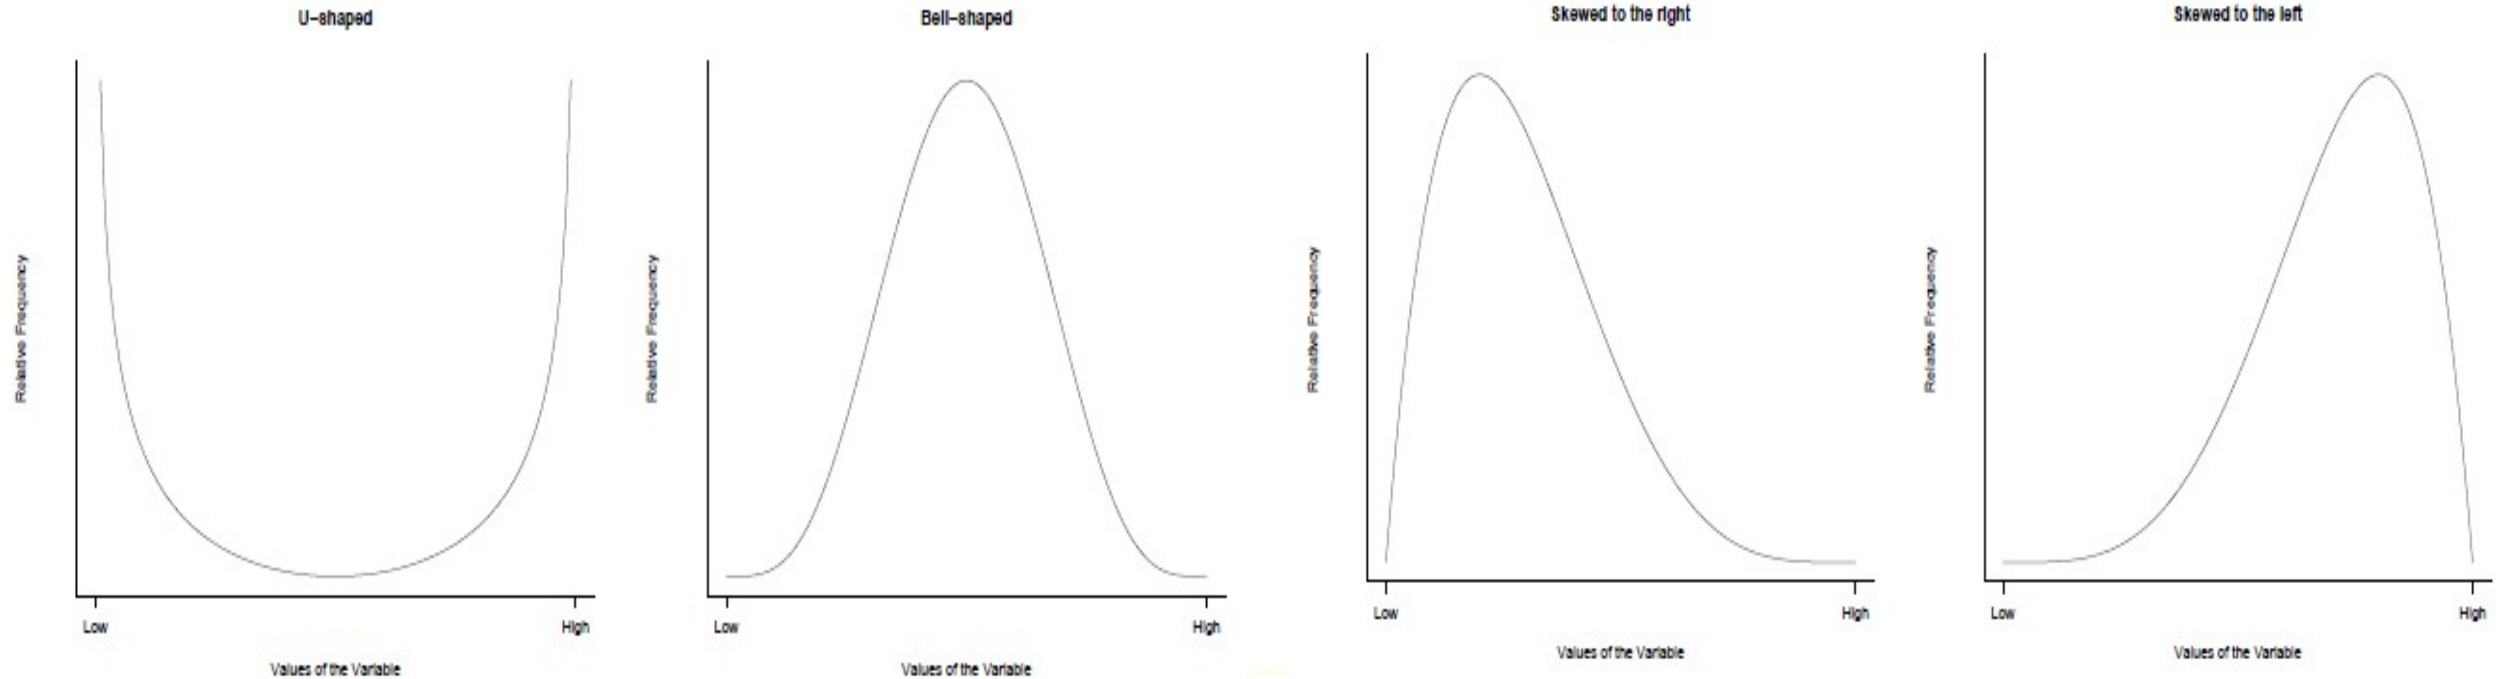 U-shaped
Bell-shaped
Skewed to the right
Skewed to the left
Relative Frequency
Relative Frequency
Relative Frequency
Relative Frequency
Low
High
Low
High
Low
High
Low
High
Values of the Variable
Values of the Variable
Values of the Variable
Values of the Variable